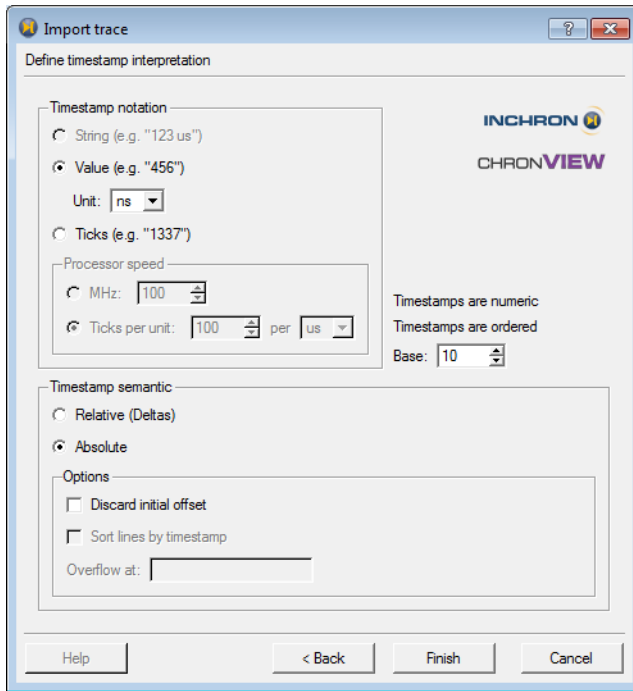 Import trace
Define timestamp interpretation
Timestamp notation
String (e.g. "123 us")
Value (e.g. "456")
Unit: ns
Ticks (e.g. "1337")
Processor speed
MHz: 100
Ticks per unit: 100 per us
INCHRON
CHRONVIEW
Timestamps are numeric
Timestamps are ordered
Base: 10
Timestamp semantic
Relative (Deltas)
Absolute
Options
Discard initial offset
Sort lines by timestamp
Overflow at:
Help < Back Finish Cancel